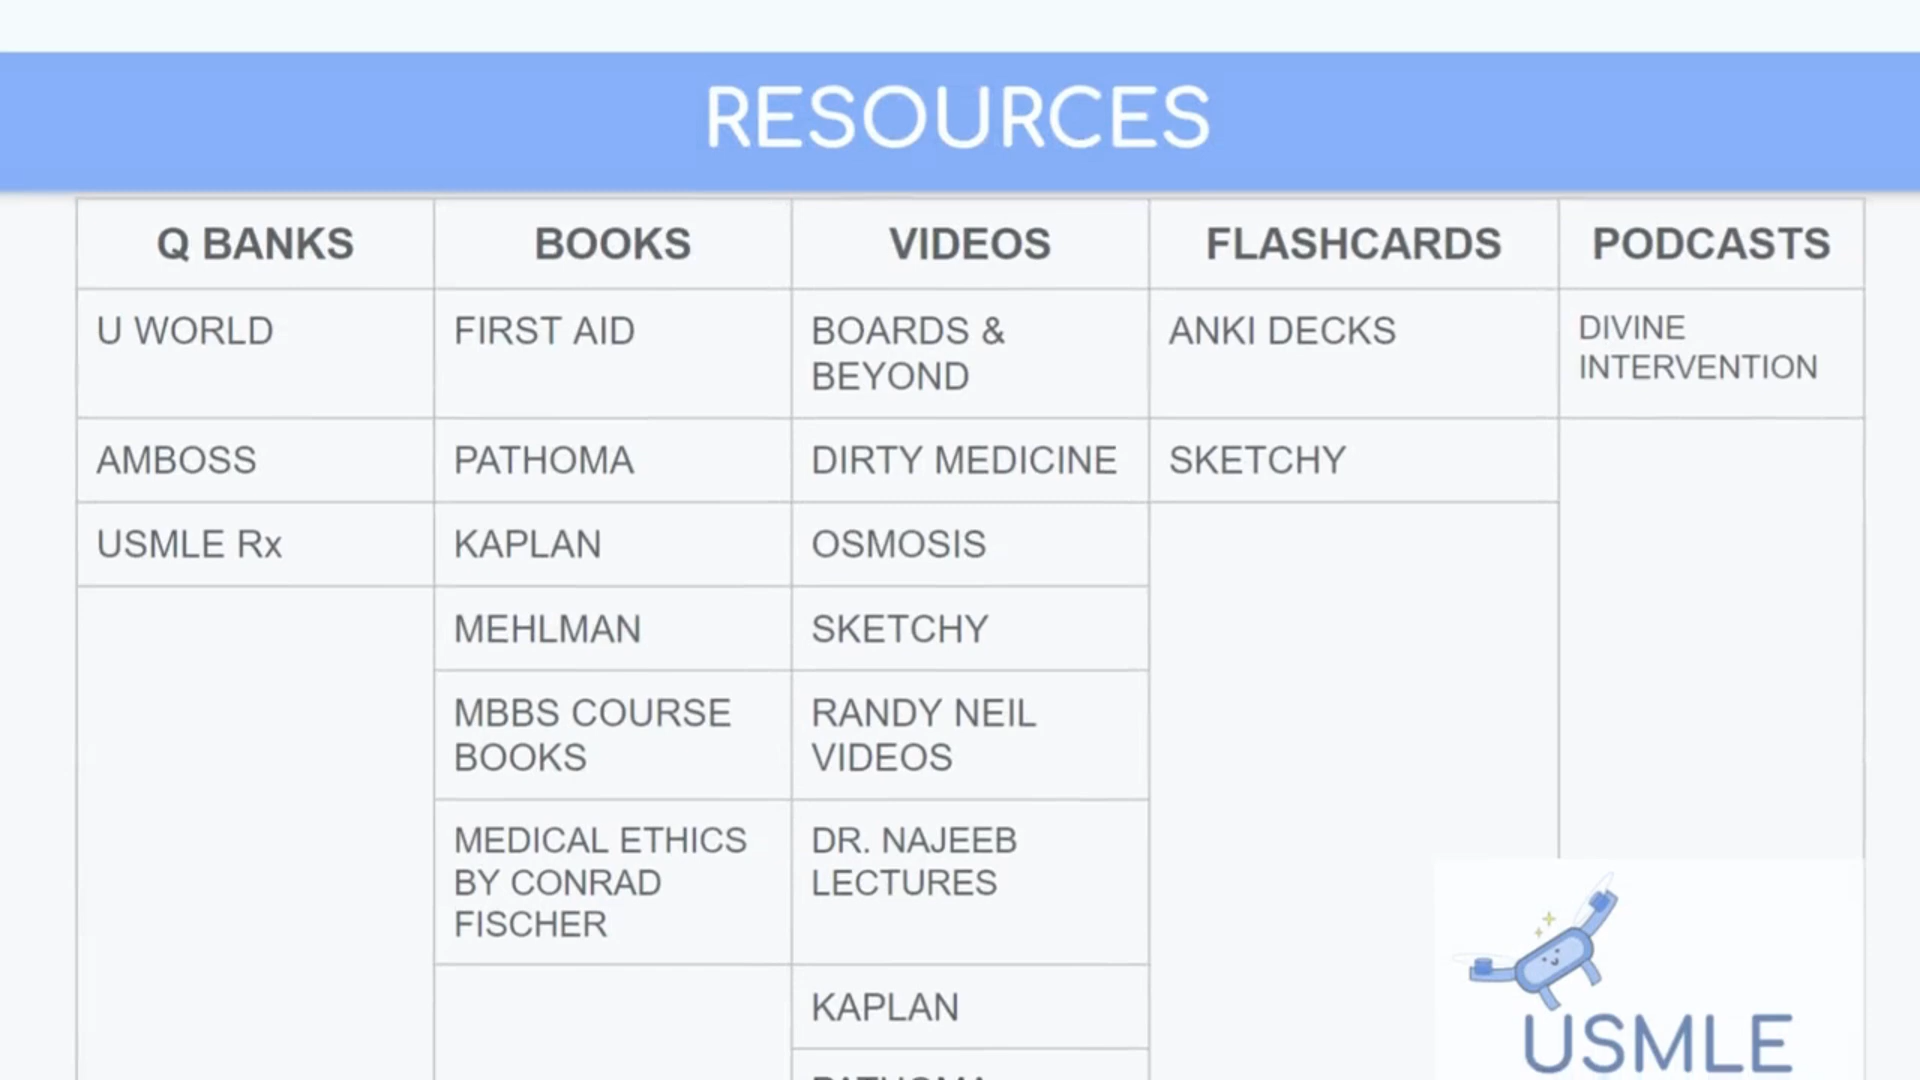 RESOURCES
Q BANKS
BOOKS
VIDEOS
FLASHCARDS
PODCASTS
U WORLD
FIRST AID
BOARDS &
BEYOND
ANKI DECKS
DIVINE
INTERVENTION
AMBOSS
PATHOMA
DIRTY MEDICINE
SKETCHY
USMLE Rx
KAPLAN
OSMOSIS
MEHLMAN
SKETCHY
MBBS COURSE
BOOKS
RANDY NEIL
VIDEOS
MEDICAL ETHICS
BY CONRAD
FISCHER
DR. NAJEEB
LECTURES
KAPLAN
USMLE